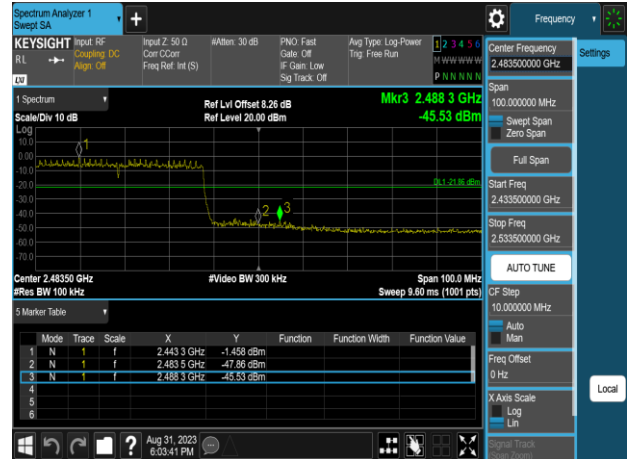 Spectrum Analyzer 1
Swept SA
Frequency
KEYSIGHT
RL
LXI
Input: RF
Coupling: DC
Align: Off
Input Z: 50 Ω
Corr CCorr
Freq Ref: Int (S)
#Atten: 30 dB
PNO: Fast
Gate: Off
IF Gain: Low
Sig Track: Off
Avg Type: Log-Power
Trig: Free Run
1 2 3 4 5 6
M W W W W W
P N N N N N
1 Spectrum
Scale/Div 10 dB
Ref Lvl Offset 8.26 dB
Ref Level 20.00 dBm
Mkr3 2.488 3 GHz
-45.53 dBm
Log
10.0
0.00
-10.0
-20.0
-30.0
-40.0
-50.0
-60.0
-70.0
1
2
3
DL1 -21.86 dBm
Center 2.48350 GHz
#Res BW 100 kHz
#Video BW 300 kHz
Span 100.0 MHz
Sweep 9.60 ms (1001 pts)
5 Marker Table
Mode Trace Scale X Y Function Function Width Function Value
1 N 1 f 2.443 3 GHz -1.458 dBm
2 N 1 f 2.483 5 GHz -47.86 dBm
3 N 1 f 2.488 3 GHz -45.53 dBm
4
5
6
?
Aug 31, 2023
6:03:41 PM
Center Frequency
2.483500000 GHz
Settings
Span
100.000000 MHz
Swept Span
Zero Span
Full Span
Start Freq
2.433500000 GHz
Stop Freq
2.533500000 GHz
AUTO TUNE
CF Step
10.000000 MHz
Auto
Man
Freq Offset
0 Hz
X Axis Scale
Log
Lin
Local
Signal Track
(Span Zoom)